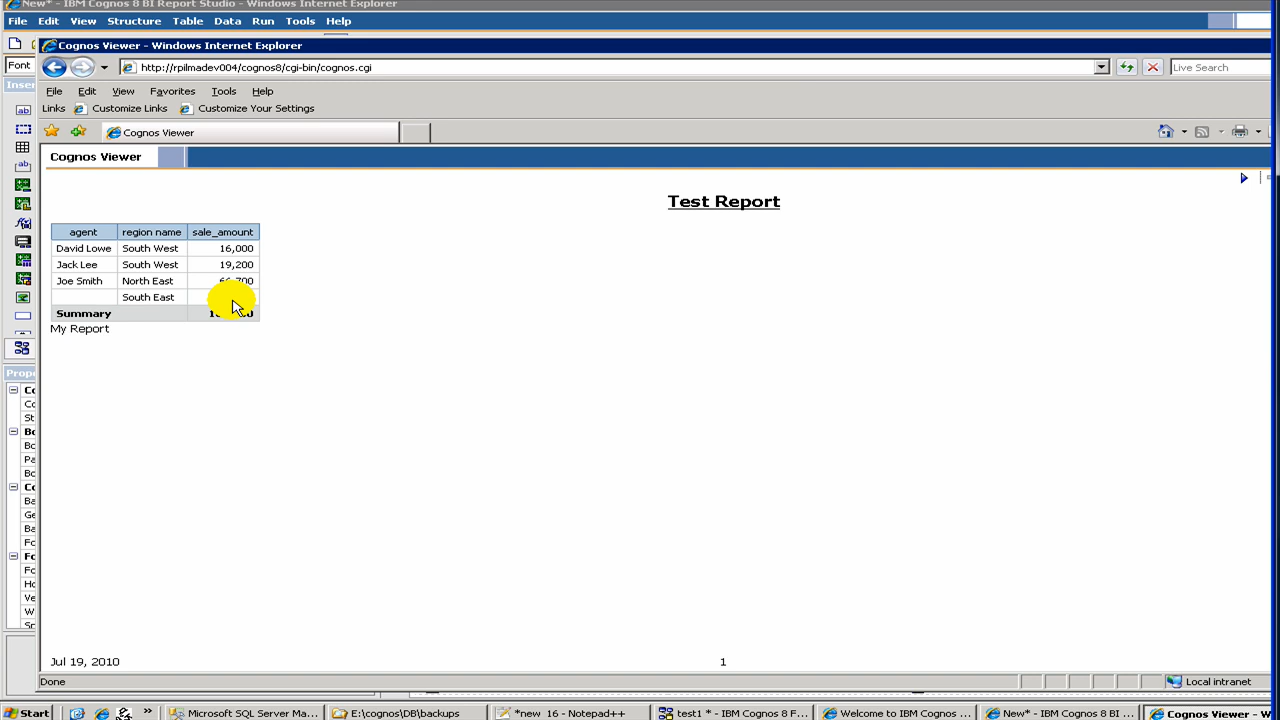 New* - IBM Cognos 8 BI Report Studio - Windows Internet Explorer
File Edit View Structure Table Data Run Tools Help
Cognos Viewer - Windows Internet Explorer
Font
http://rpilmadev004/cognos8/cgi-bin/cognos.cgi
Live Search
File Edit View Favorites Tools Help
Links Customize Links Customize Your Settings
Cognos Viewer
Cognos Viewer
Test Report
agent region name sale_amount
David Lowe South West 16,000
Jack Lee South West 19,200
Joe Smith North East
South East
Summary
My Report
Jul 19, 2010 1
Done Local intranet
Start Microsoft SQL Server Ma... E:\cognos\DB\backups *new 16 - Notepad++ test1 * - IBM Cognos 8 F... Welcome to IBM Cognos ... New* - IBM Cognos 8 BI ... Cognos Viewer - W